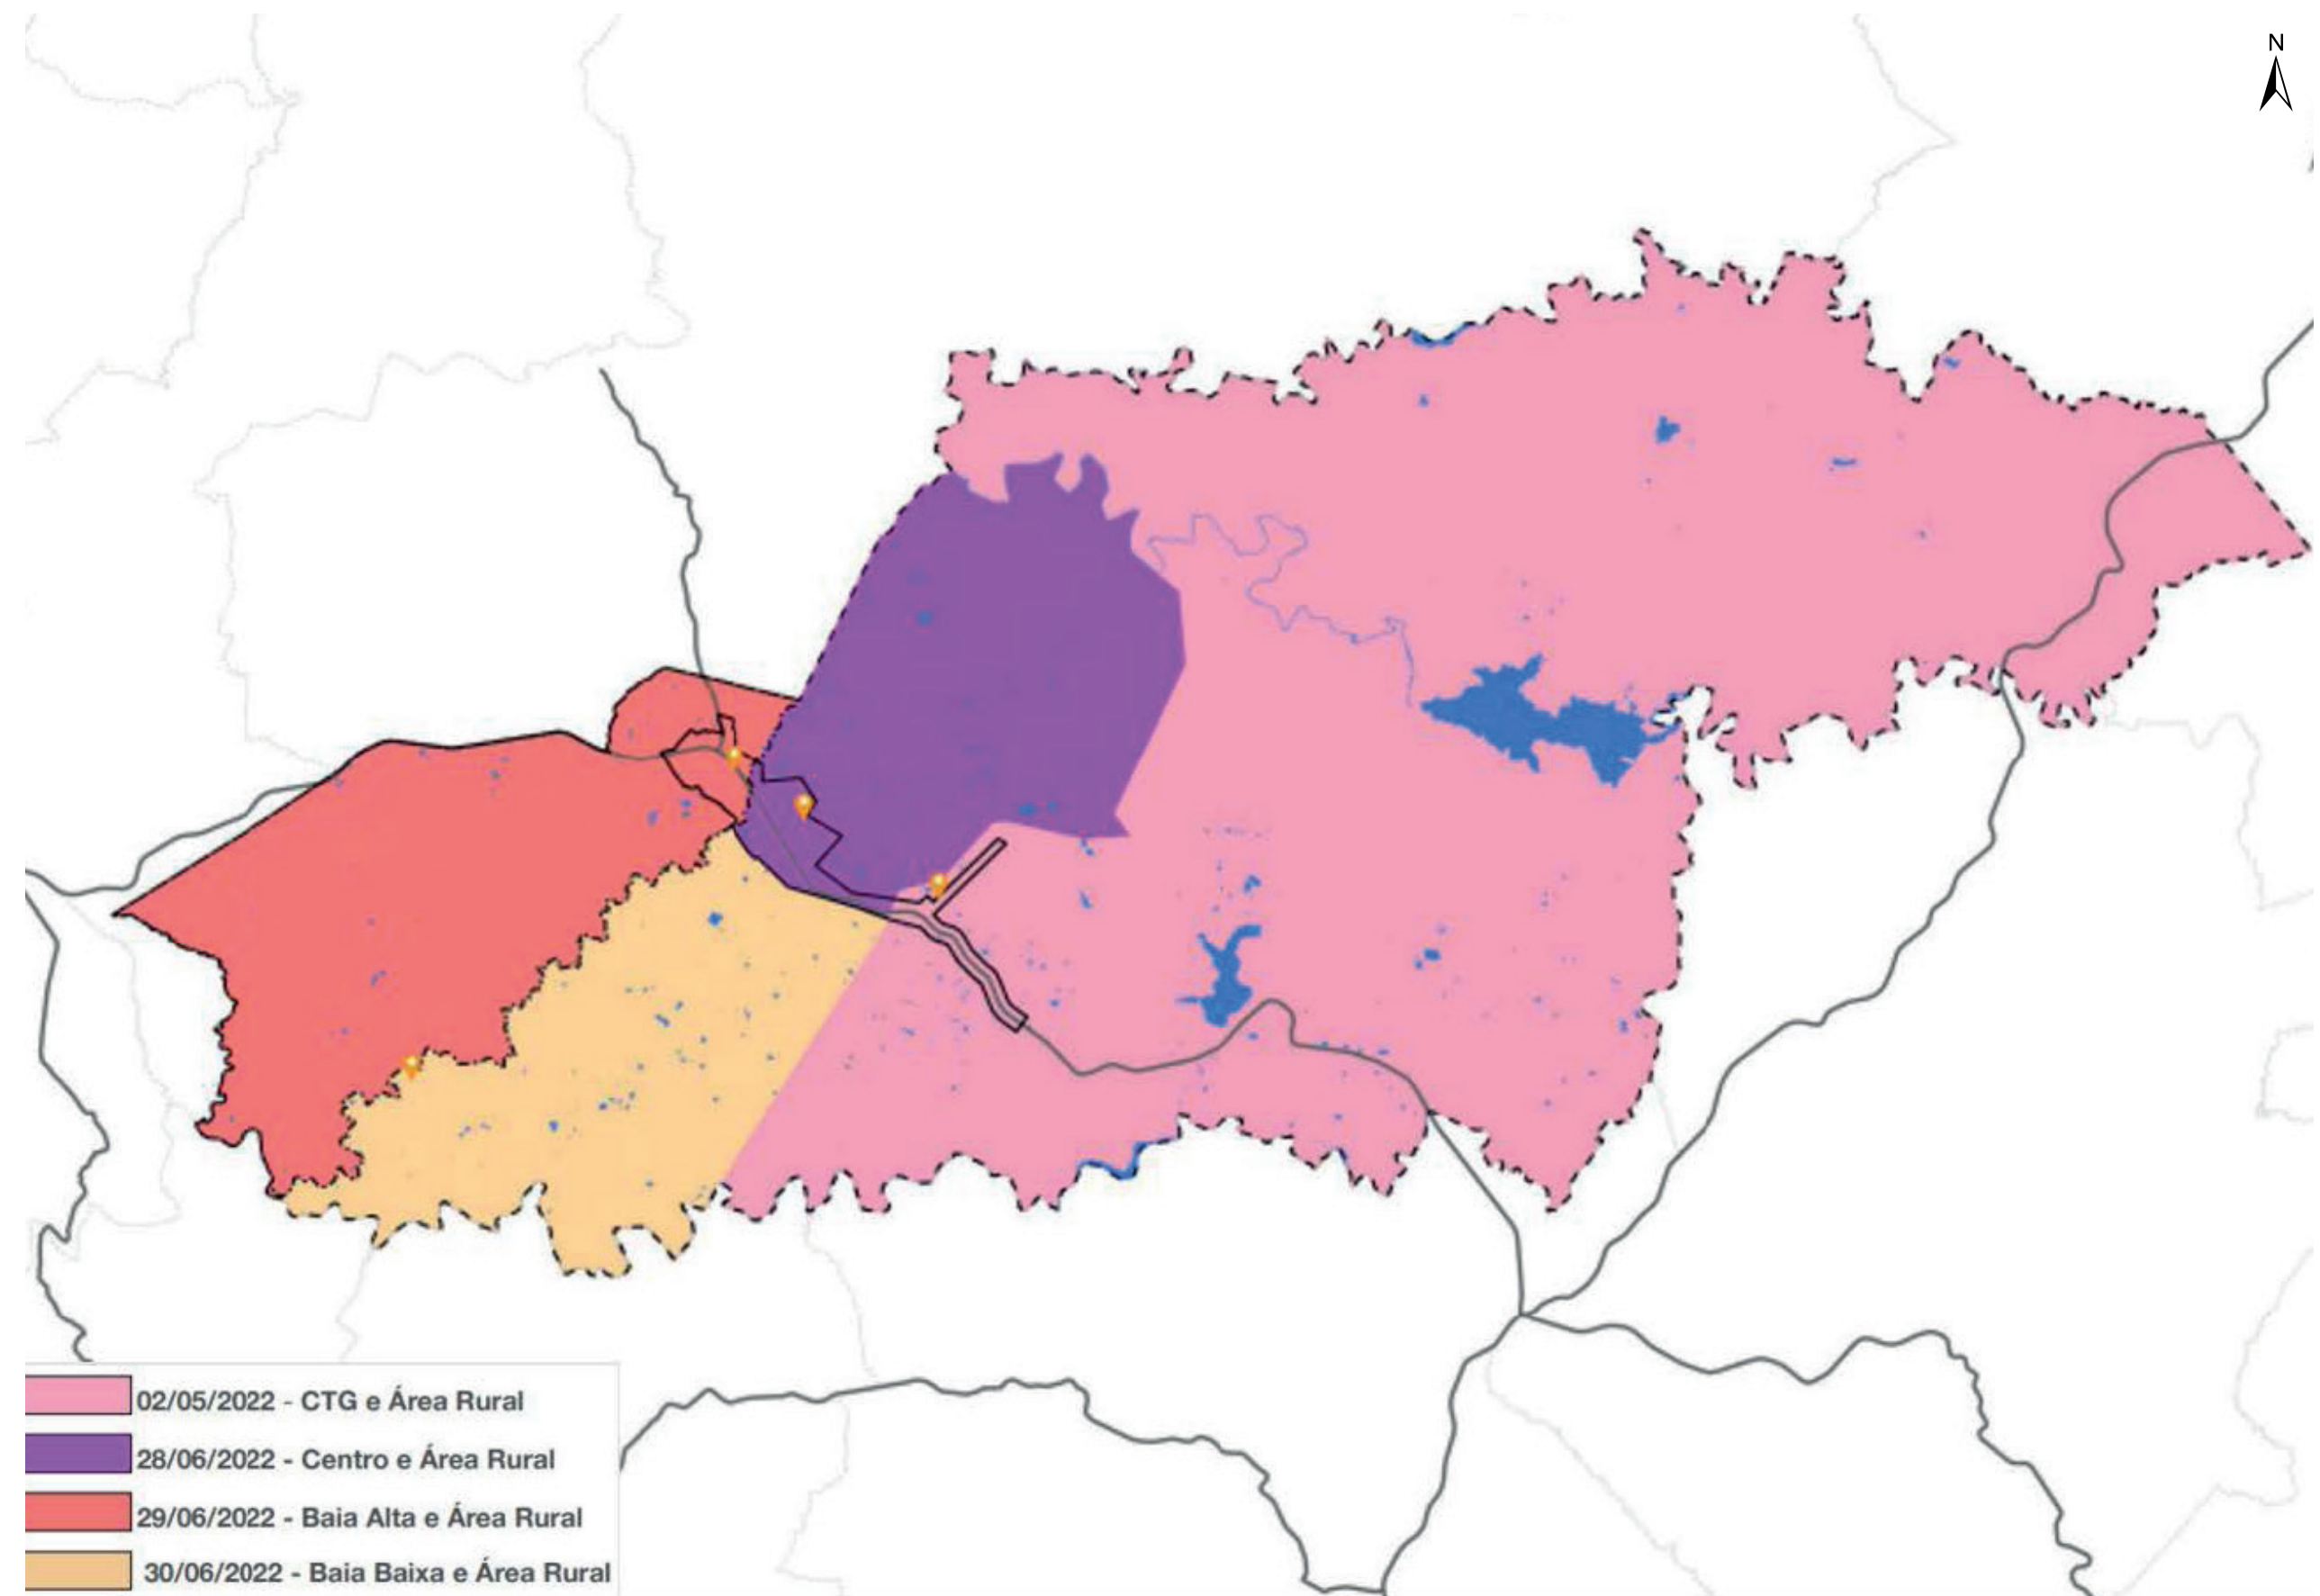 N
02/05/2022 - CTG e Área Rural
28/06/2022 - Centro e Área Rural
29/06/2022 - Baia Alta e Área Rural
30/06/2022 - Baia Baixa e Área Rural